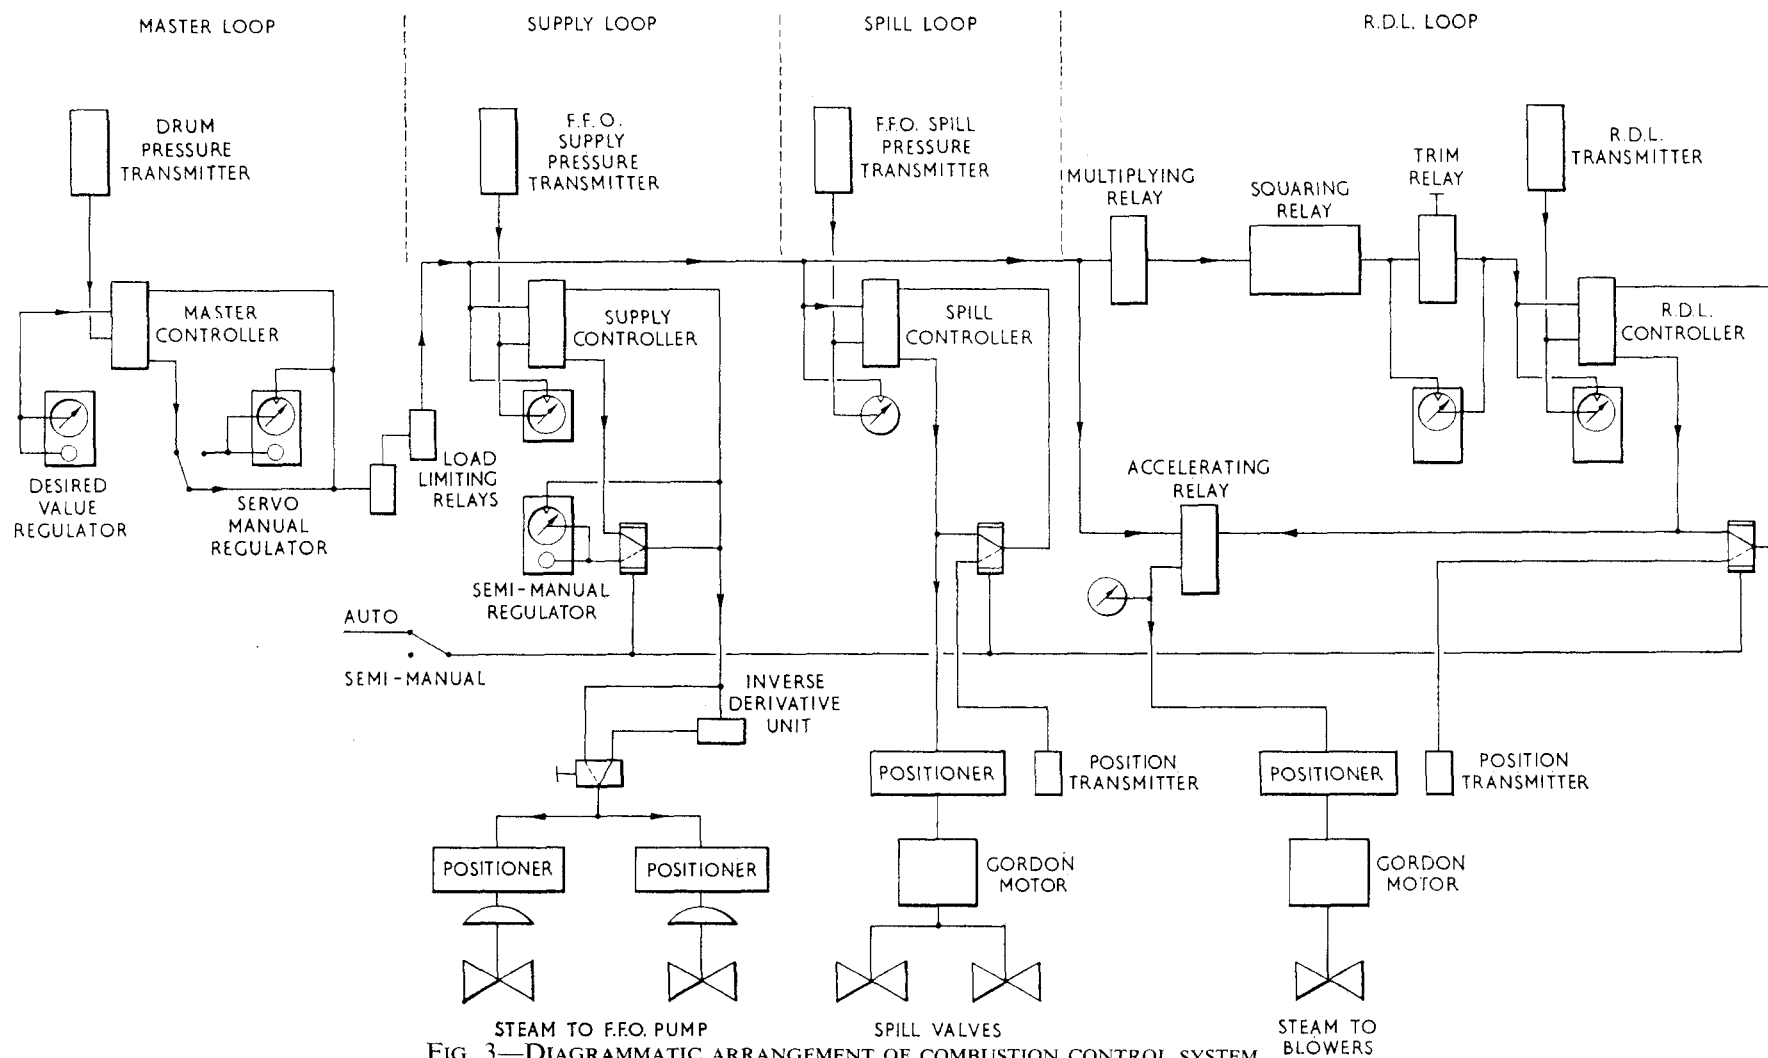 MASTER LOOP
SUPPLY LOOP
SPILL LOOP
R.D.L. LOOP
DRUM
PRESSURE
TRANSMITTER
F.F.O.
SUPPLY
PRESSURE
TRANSMITTER
F.F.O. SPILL
PRESSURE
TRANSMITTER
MULTIPLYING
RELAY
SQUARING
RELAY
TRIM
RELAY
R.D.L.
TRANSMITTER
MASTER
CONTROLLER
SUPPLY
CONTROLLER
SPILL
CONTROLLER
R.D.L.
CONTROLLER
DESIRED
VALUE
REGULATOR
SERVO
MANUAL
REGULATOR
LOAD
LIMITING
RELAYS
ACCELERATING
RELAY
SEMI-MANUAL
REGULATOR
AUTO
SEMI-MANUAL
INVERSE
DERIVATIVE
UNIT
POSITIONER
POSITION
TRANSMITTER
POSITIONER
POSITION
TRANSMITTER
POSITIONER
POSITIONER
GORDON
MOTOR
GORDON
MOTOR
STEAM TO F.F.O. PUMP
SPILL VALVES
STEAM TO
BLOWERS
FIG. 3—DIAGRAMMATIC ARRANGEMENT OF COMBUSTION CONTROL SYSTEM